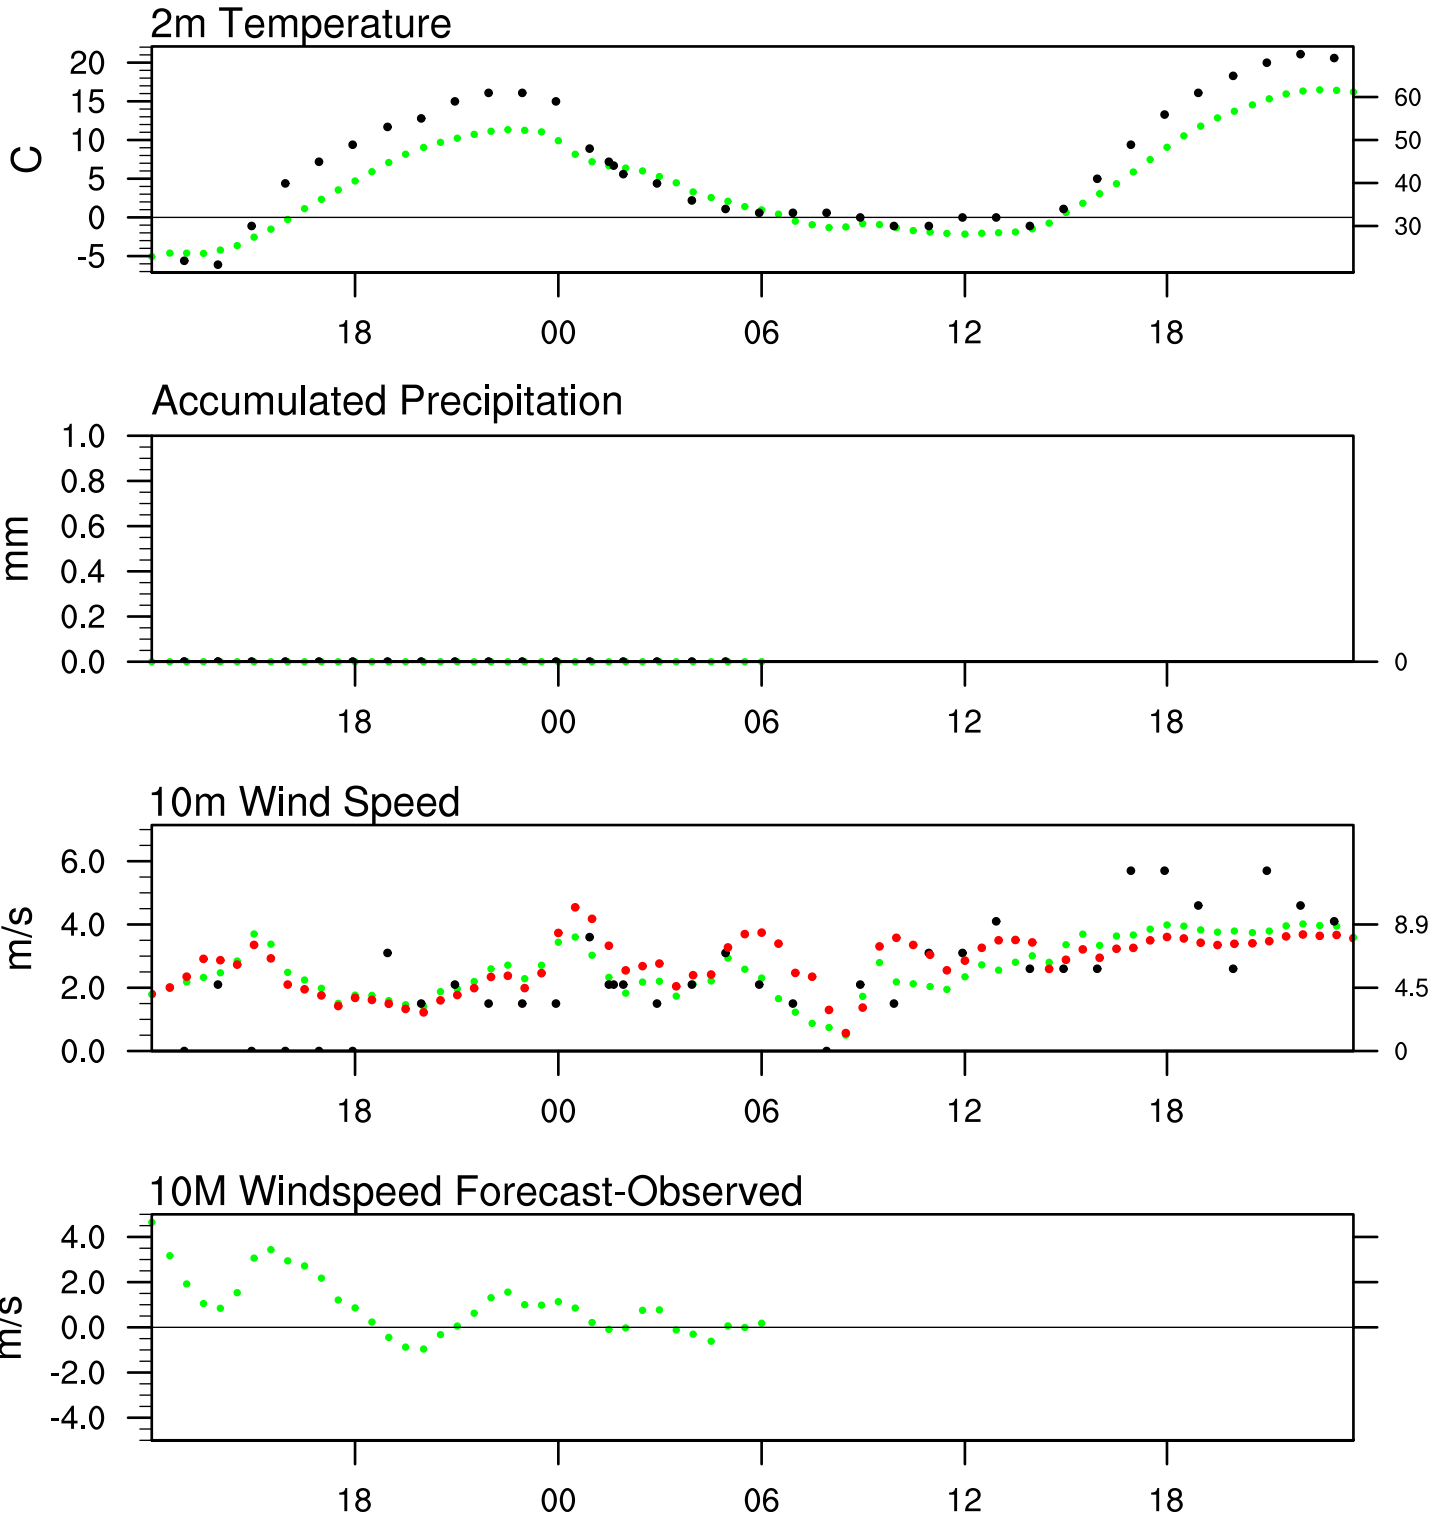 2m Temperature
20
15
10
5
0
-5
C
60
50
40
30
18 00 06 12 18
Accumulated Precipitation
1.0
0.8
0.6
0.4
0.2
0.0
mm
0
18 00 06 12 18
10m Wind Speed
6.0
4.0
2.0
0.0
m/s
8.9
4.5
0
18 00 06 12 18
10M Windspeed Forecast-Observed
4.0
2.0
0.0
-2.0
-4.0
m/s
18 00 06 12 18